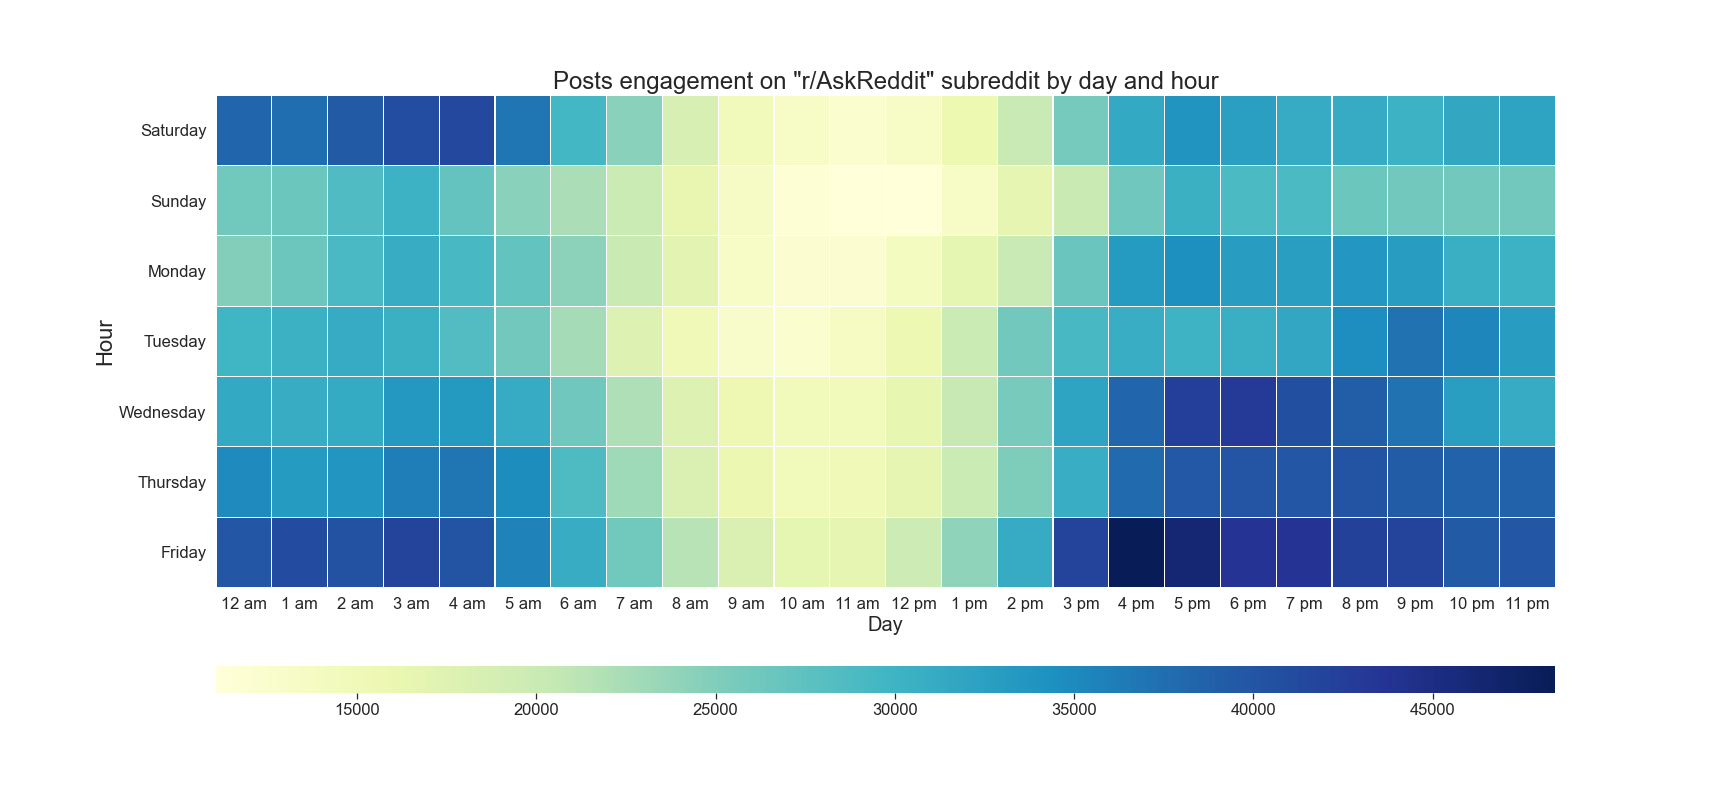 Posts engagement on "r/AskReddit" subreddit by day and hour
Saturday
Sunday
Monday
Tuesday
Wednesday
Thursday
Friday
Hour
12 am 1 am 2 am 3 am 4 am 5 am 6 am 7 am 8 am 9 am 10 am 11 am 12 pm 1 pm 2 pm 3 pm 4 pm 5 pm 6 pm 7 pm 8 pm 9 pm 10 pm 11 pm
Day
15000 20000 25000 30000 35000 40000 45000